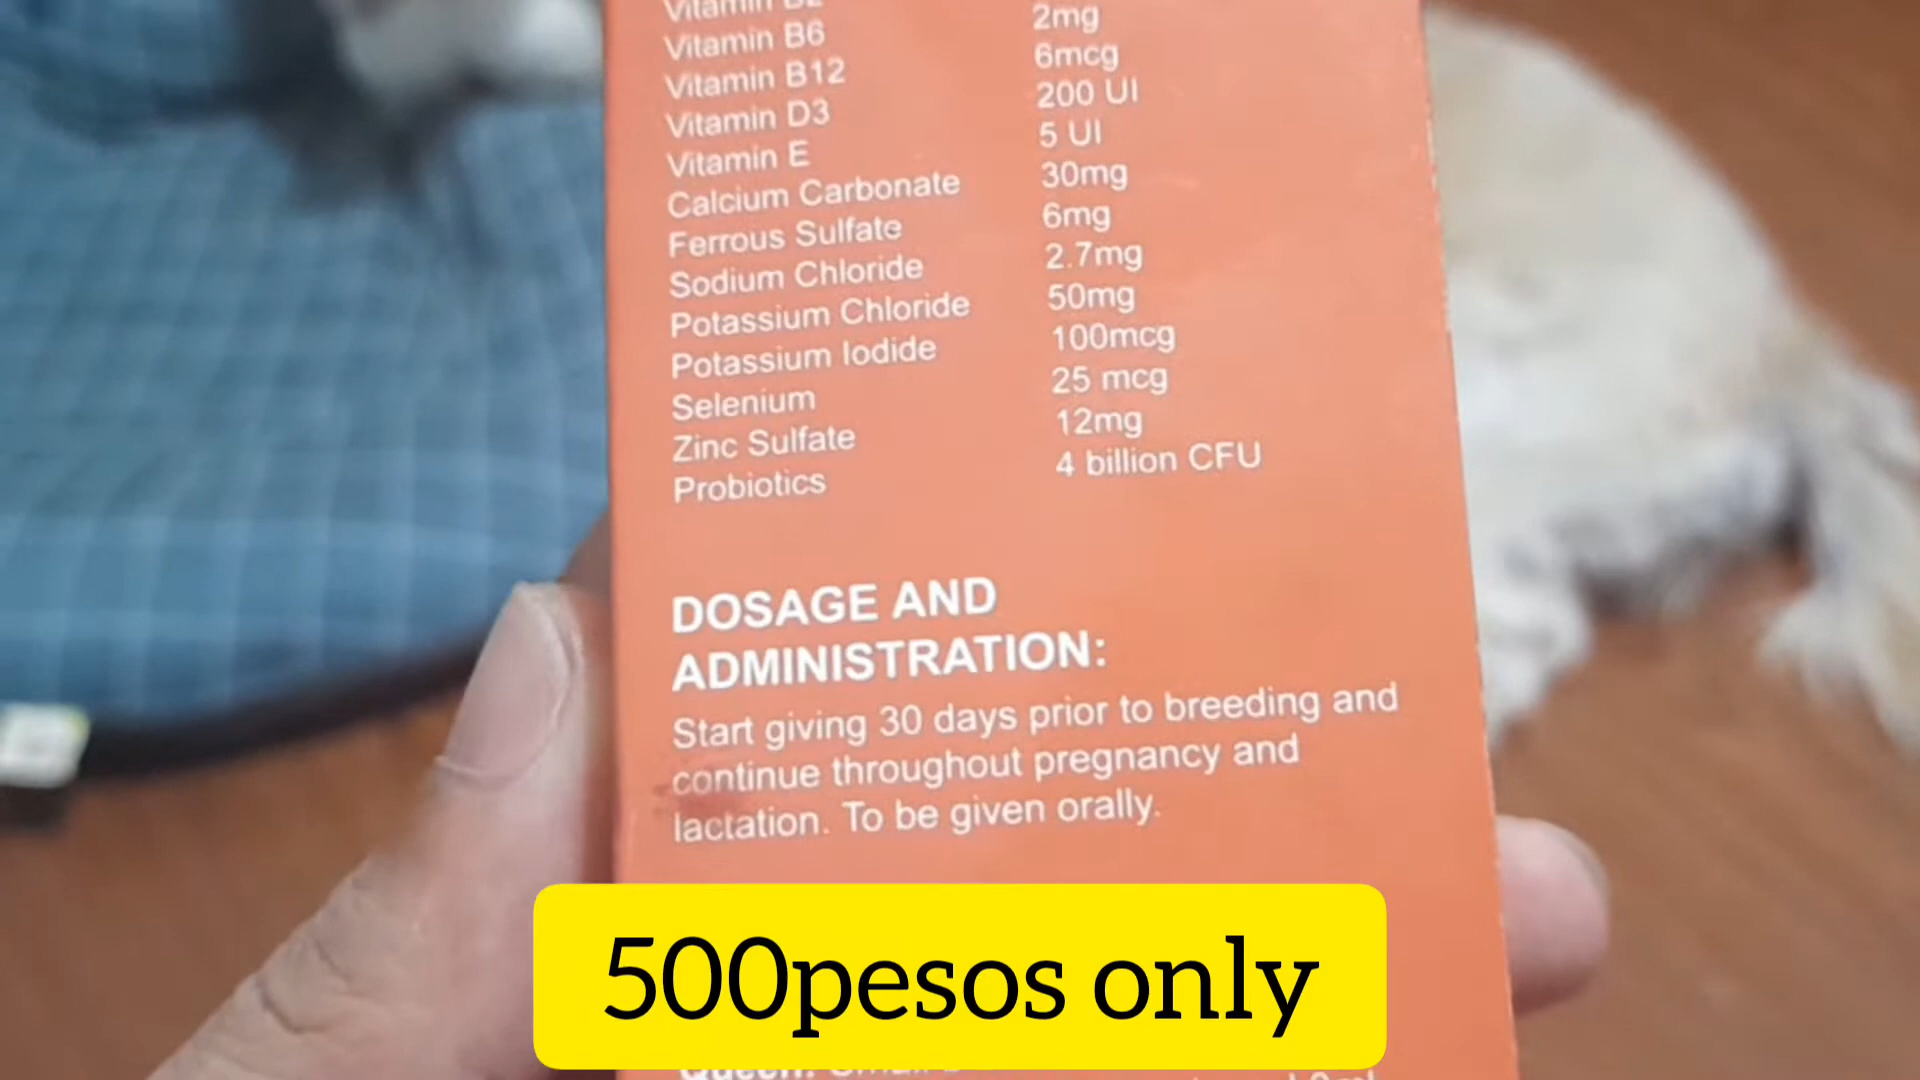 Vitamin
Vitamin B6 2mg
Vitamin B12 6mcg
Vitamin D3 200 UI
Vitamin E 5 UI
Calcium Carbonate 30mg
Ferrous Sulfate 6mg
Sodium Chloride 2.7mg
Potassium Chloride 50mg
Potassium Iodide 100mcg
Selenium 25 mcg
Zinc Sulfate 12mg
Probiotics 4 billion CFU
DOSAGE AND
ADMINISTRATION:
Start giving 30 days prior to breeding and
continue throughout pregnancy and
lactation. To be given orally.
500pesos only